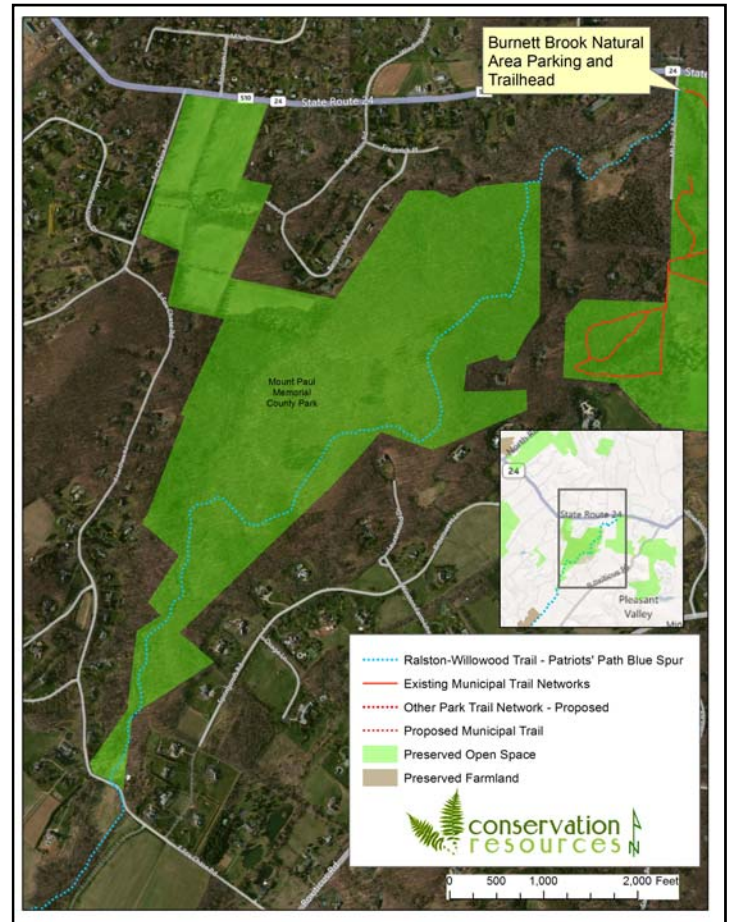 Burnett Brook Natural
Area Parking and
Trailhead
510
24
State Route 24
24
Mount Paul
Memorial
County Park
24
State Route 24
Pleasant
Valley
Ralston-Willowood Trail - Patriots' Path Blue Spur
Existing Municipal Trail Networks
Other Park Trail Network - Proposed
Proposed Municipal Trail
Preserved Open Space
Preserved Farmland
conservation
resources
N
0 500 1,000 2,000 Feet